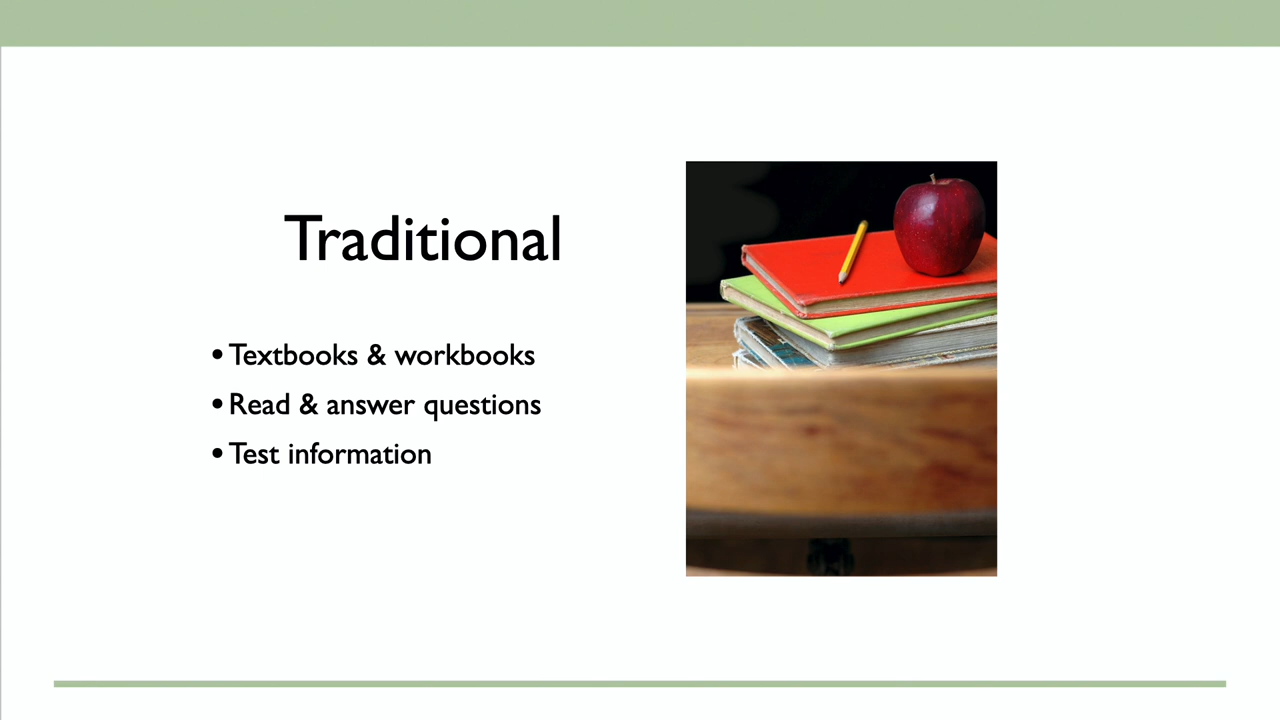 Traditional
• Textbooks & workbooks
• Read & answer questions
• Test information